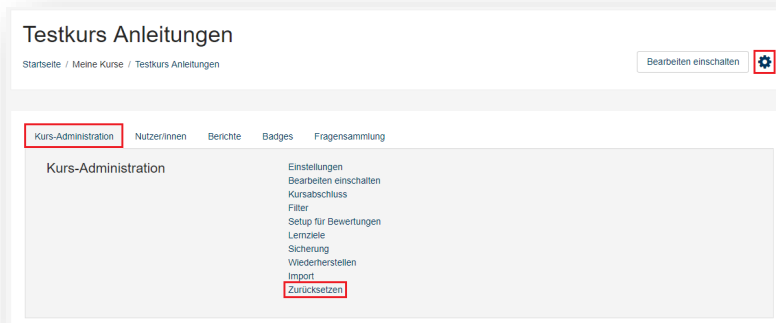 Testkurs Anleitungen
Startseite / Meine Kurse / Testkurs Anleitungen
Bearbeiten einschalten
Kurs-Administration Nutzer/innen Berichte Badges Fragensammlung
Kurs-Administration
Einstellungen
Bearbeiten einschalten
Kursabschluss
Filter
Setup für Bewertungen
Lernziele
Sicherung
Wiederherstellen
Import
Zurücksetzen